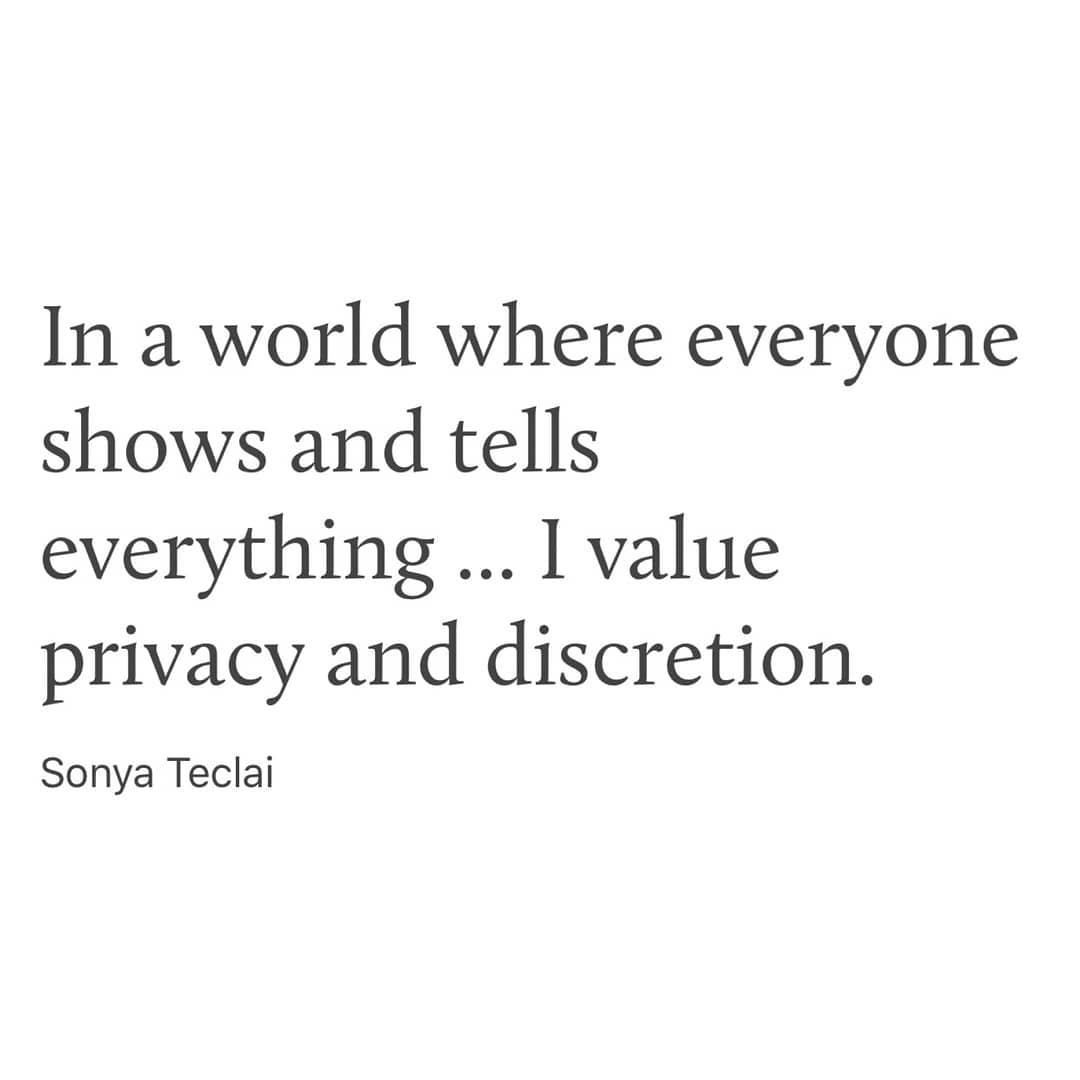 In a world where everyone
shows and tells
everything ... I value
privacy and discretion.
Sonya Teclai